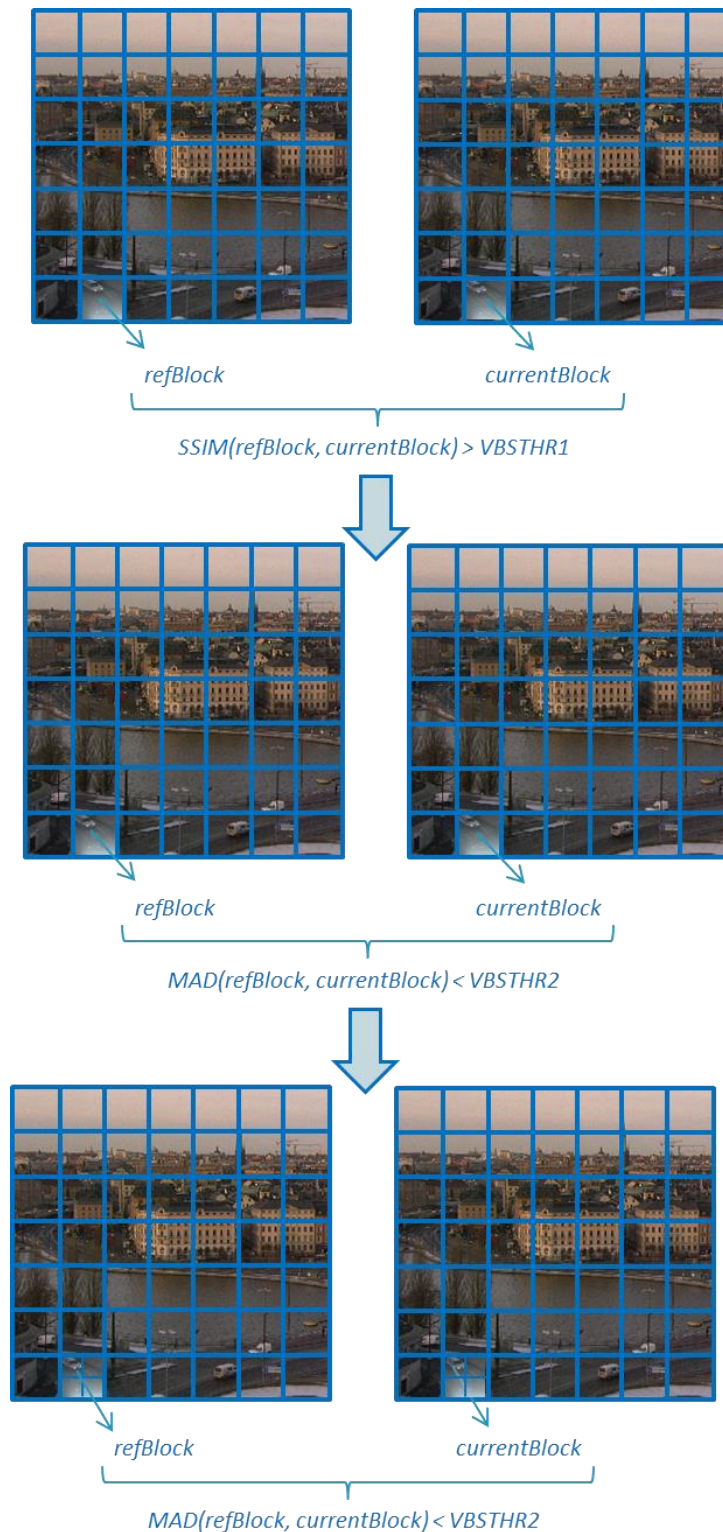 refBlock currentBlock
SSIM(refBlock, currentBlock) > VBSTHR1
refBlock currentBlock
MAD(refBlock, currentBlock) < VBSTHR2
refBlock currentBlock
MAD(refBlock, currentBlock) < VBSTHR2